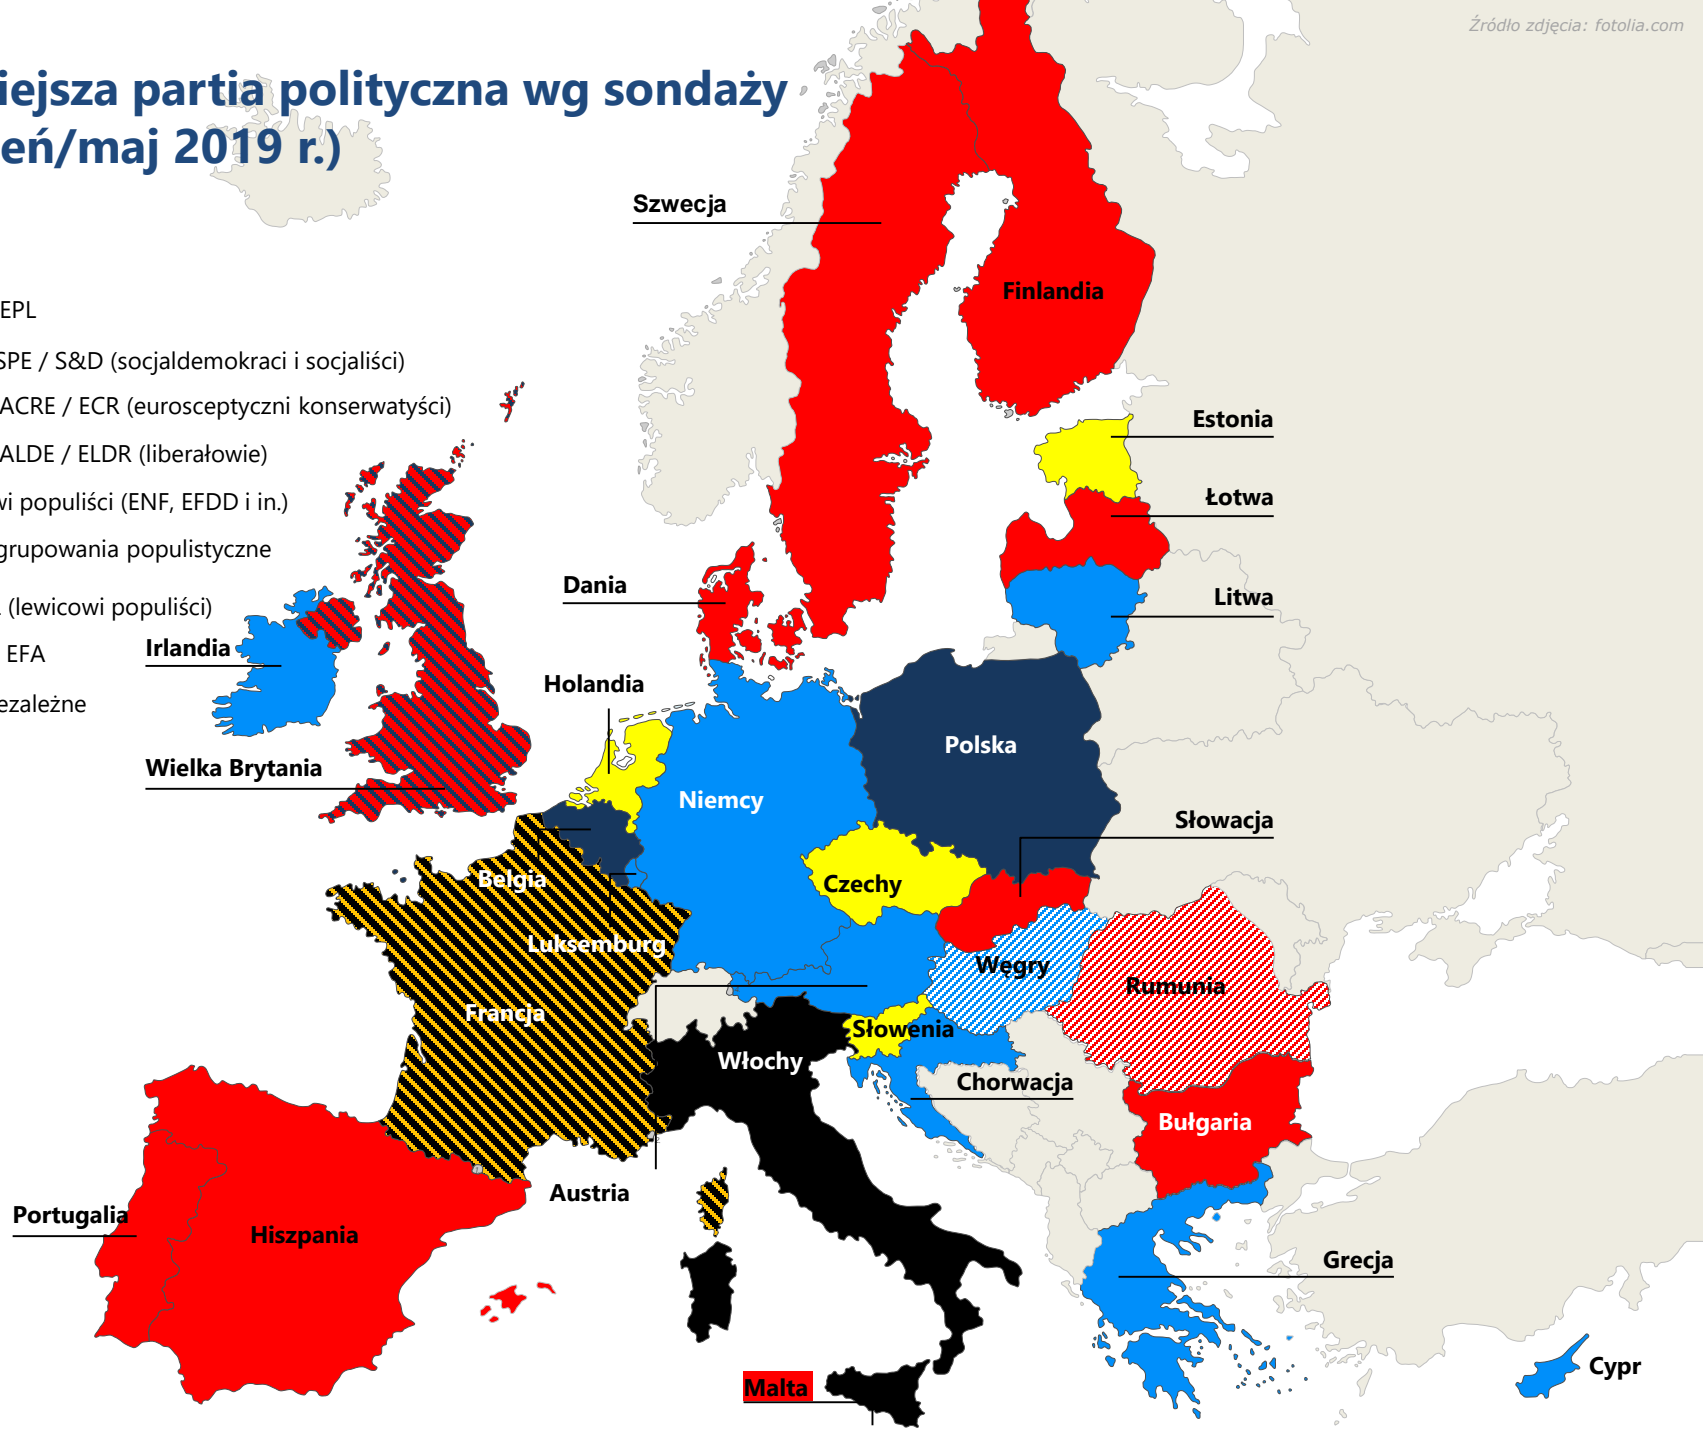 Źródło zdjęcia: fotolia.com
iejsza partia polityczna wg sondaży
eń/maj 2019 r.)
EPL
SPE / S&D (socjaldemokraci i socjaliści)
ACRE / ECR (eurosceptyczni konserwatyści)
ALDE / ELDR (liberałowie)
wi populiści (ENF, EFDD i in.)
grupowania populistyczne
(lewicowi populiści)
EFA
ezależne
Szwecja
Finlandia
Estonia
Łotwa
Dania
Litwa
Irlandia
Holandia
Polska
Wielka Brytania
Niemcy
Słowacja
Belgia
Czechy
Luksemburg
Węgry
Rumunia
Francja
Słowenia
Włochy
Chorwacja
Bułgaria
Austria
Portugalia
Hiszpania
Grecja
Cypr
Malta